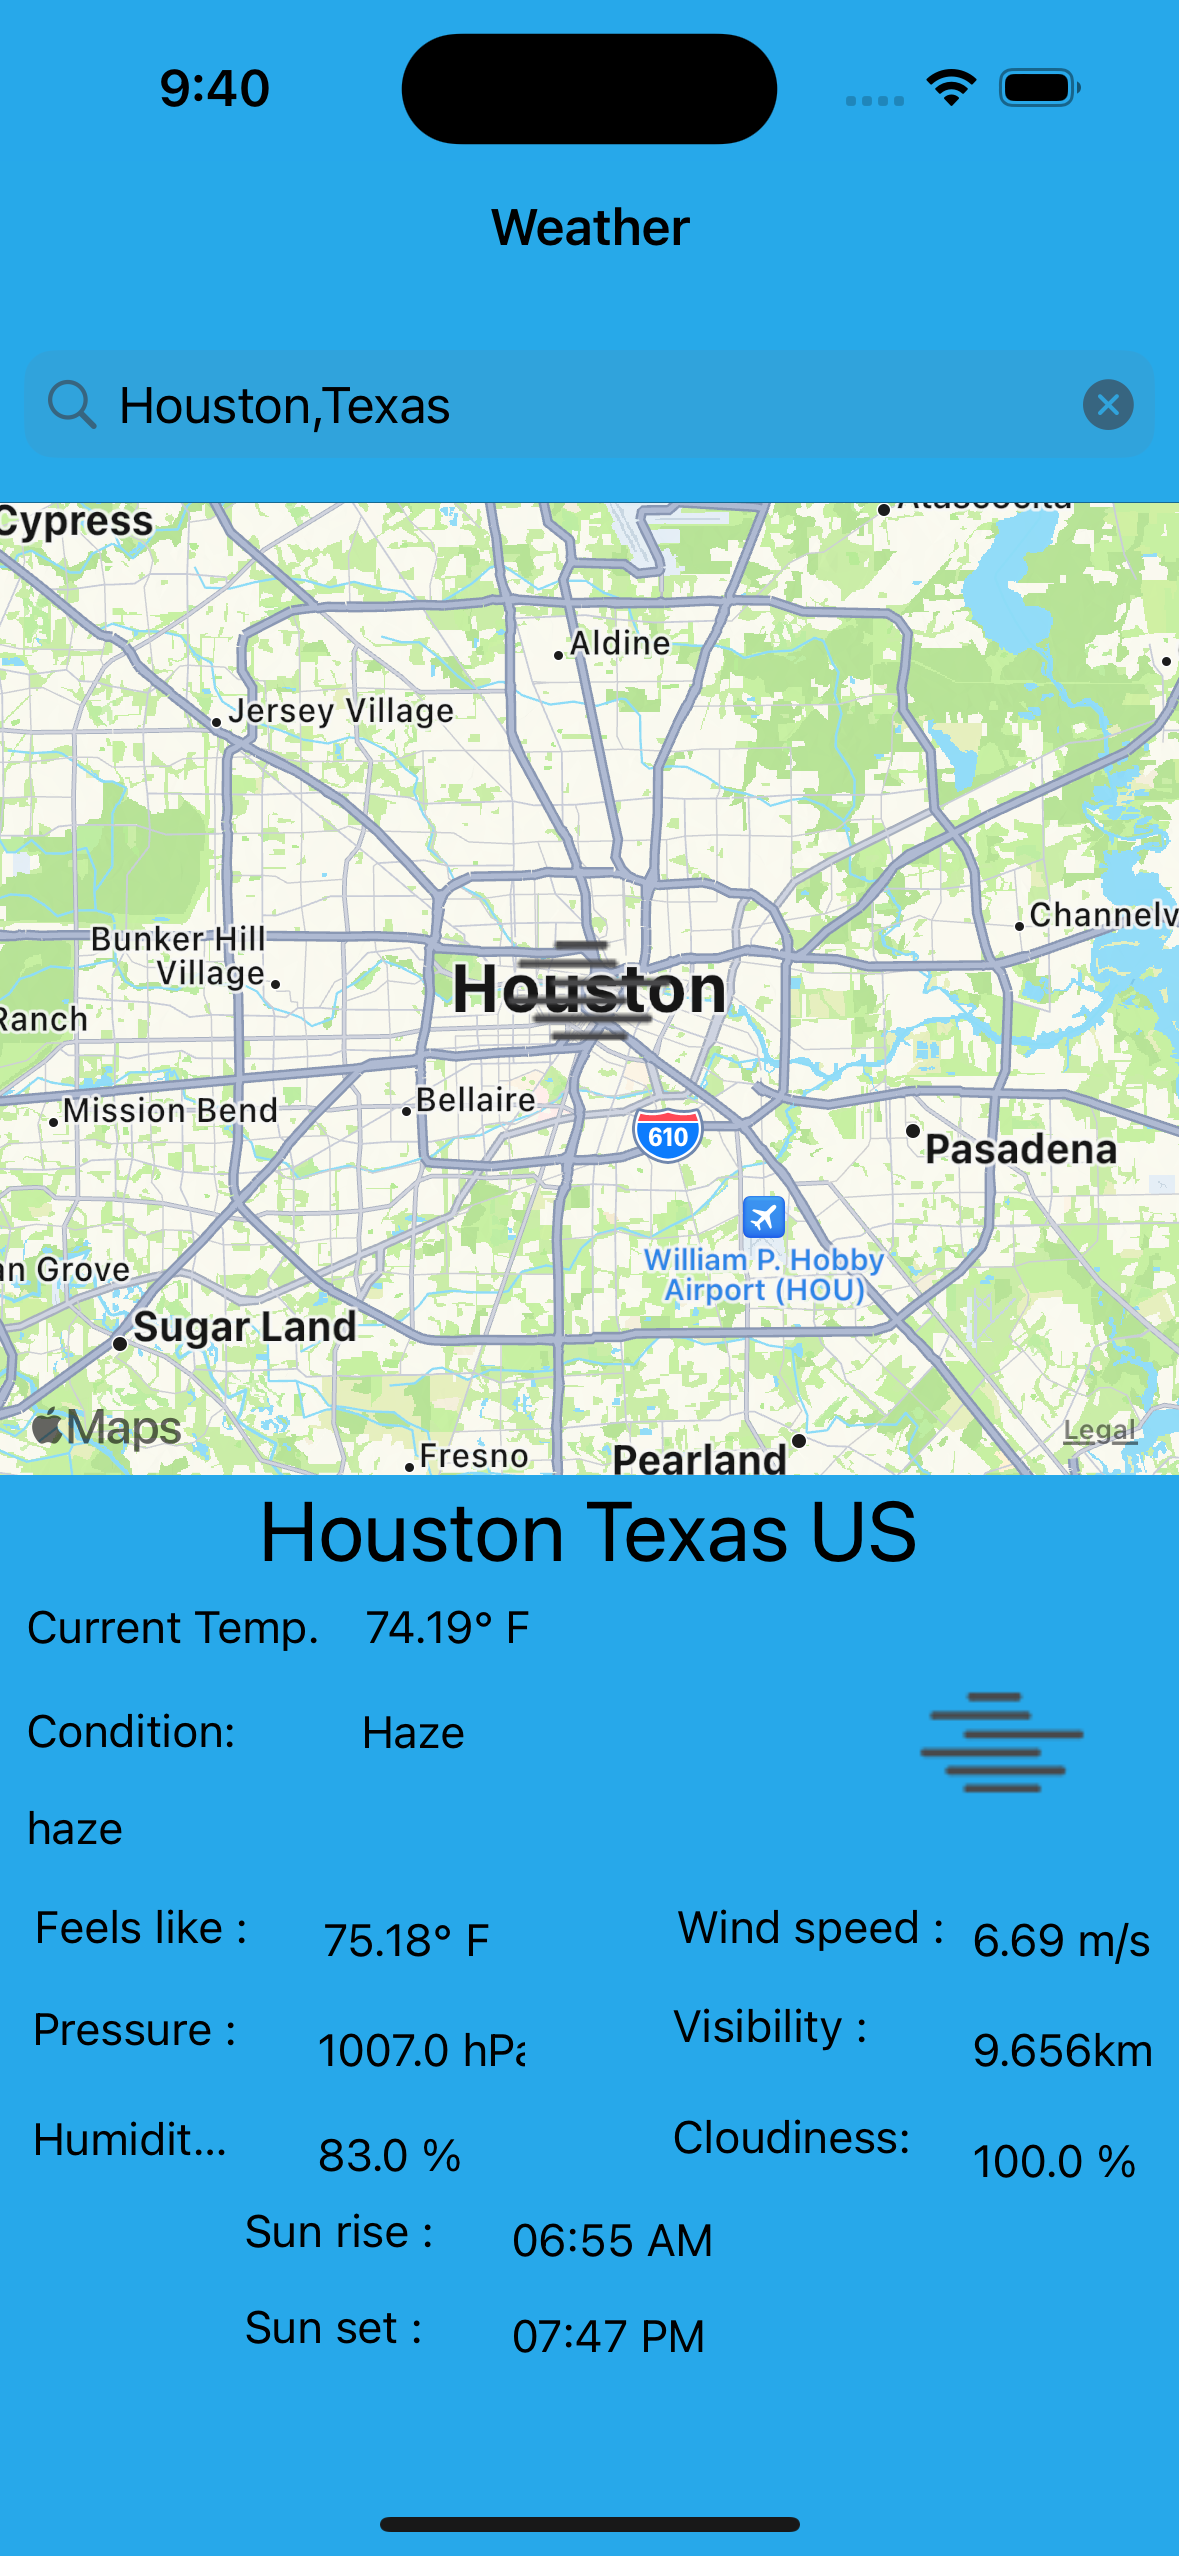 9:40
Weather
Houston,Texas
Cypress
Aldine
Jersey Village
Channelv
Bunker Hill
Village
Houston
Ranch
Bellaire
Mission Bend
610
Pasadena
William P. Hobby
Airport (HOU)
n Grove
Sugar Land
Maps
Legal
Fresno
Pearland
Houston Texas US
Current Temp. 74.19° F
Condition: Haze
haze
Feels like : 75.18° F Wind speed : 6.69 m/s
Pressure : 1007.0 hPa Visibility : 9.656km
Humidit... 83.0 % Cloudiness: 100.0 %
Sun rise : 06:55 AM
Sun set : 07:47 PM